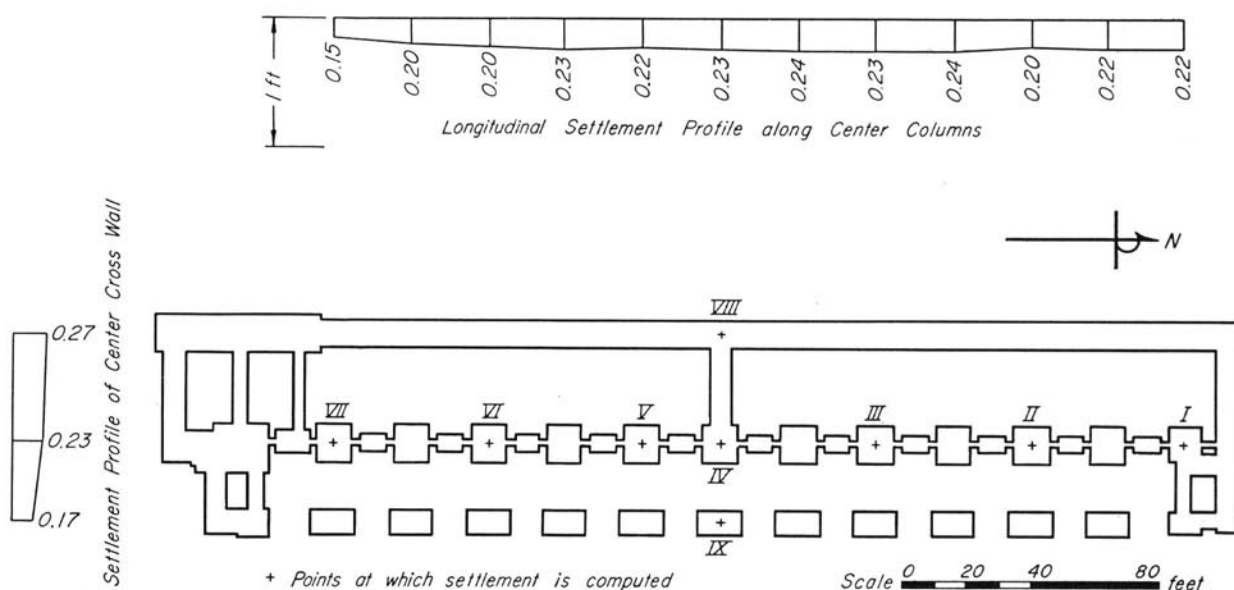 1 ft
0.15 0.20 0.20 0.23 0.22 0.23 0.24 0.23 0.24 0.20 0.22 0.22
Longitudinal Settlement Profile along Center Columns
N
Settlement Profile of Center Cross Wall
0.27
0.23
0.17
VIII
VII VI V III II I
IV
IX
+ Points at which settlement is computed
Scale 0 20 40 80 feet